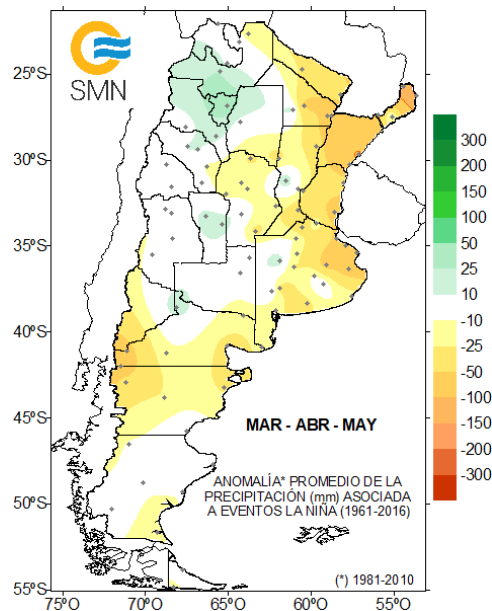 SMN
25ºS
30ºS
35ºS
40ºS
45ºS
50ºS
55ºS
75ºO
70ºO
65ºO
60ºO
55ºO
300
200
150
100
50
25
10
-10
-25
-50
-100
-150
-200
-300
MAR - ABR - MAY
ANOMALÍA* PROMEDIO DE LA
PRECIPITACIÓN (mm) ASOCIADA
A EVENTOS LA NIÑA (1961-2016)
(*) 1981-2010